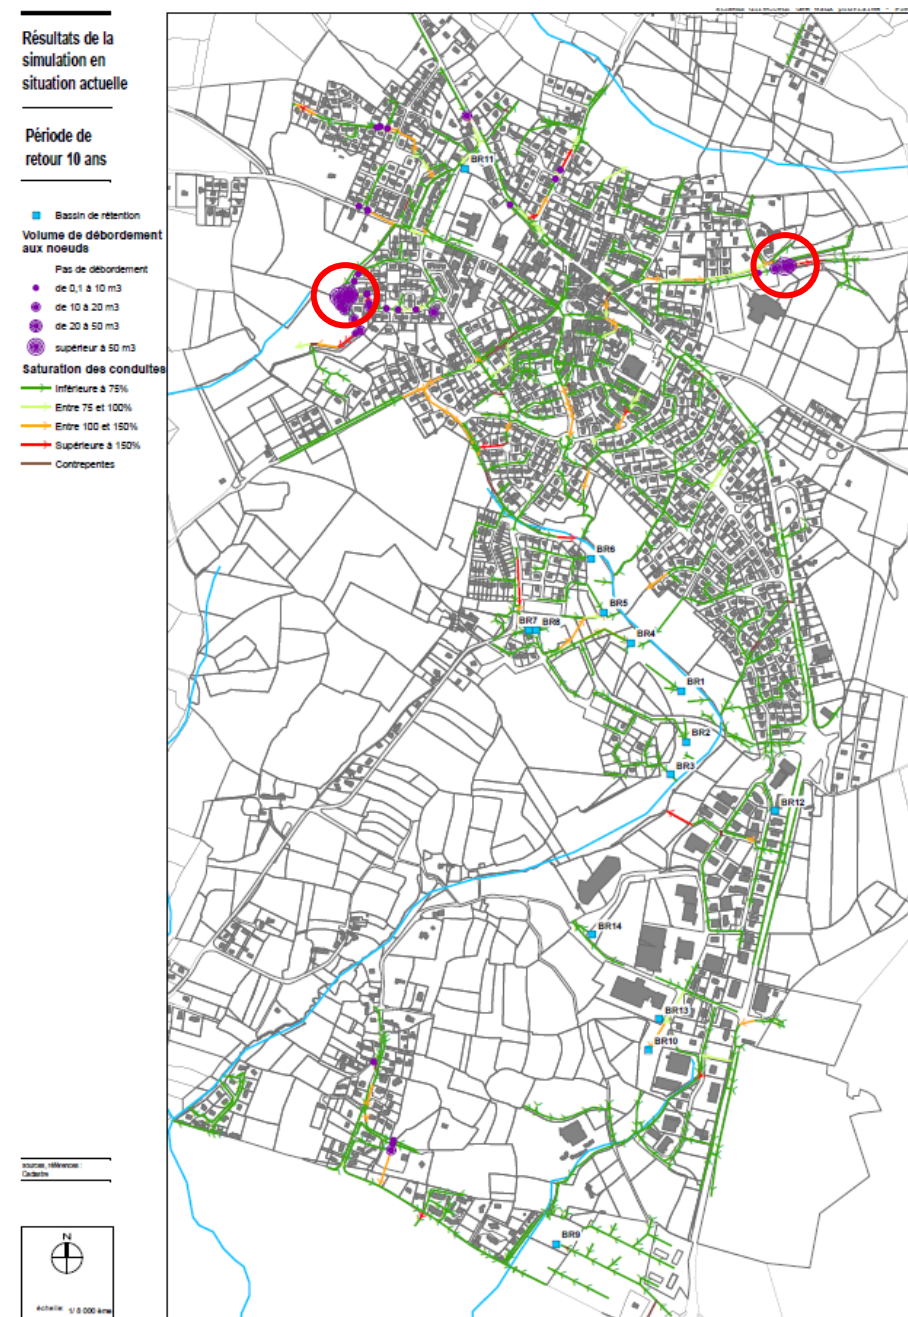 Résultats de la
simulation en
situation actuelle
Période de
retour 10 ans
Bassin de rétention
Volume de débordement
aux noeuds
Pas de débordement
de 0,1 à 10 m3
de 10 à 20 m3
de 20 à 50 m3
supérieur à 50 m3
Saturation des conduites
Inférieure à 75%
Entre 75 et 100%
Entre 100 et 150%
Supérieure à 150%
Contrepentes
BR11
BR6
BR5
BR7
BR8
BR4
BR1
BR2
BR3
BR12
BR14
BR13
BR10
BR9
sources, références :
Cadastre
N
échelle: 1/ 8 000 ème